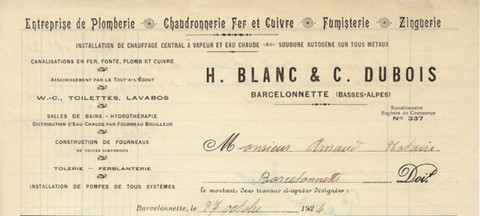 Entreprise de Plomberie Chaudronnerie Fer et Cuivre Fumisterie Zinguerie
INSTALLATION DE CHAUFFAGE CENTRAL À VAPEUR ET EAU CHAUDE SOUDURE AUTOGÈNE SUR TOUS MÉTAUX
CANALISATIONS EN FER, FONTE, PLOMB ET CUIVRE
ASSAINISSEMENT PAR LE TOUT-À-L'ÉGOUT
W.-C., TOILETTES, LAVABOS
SALLES DE BAINS - HYDROTHÉRAPIE
DISTRIBUTION D'EAU CHAUDE PAR FOURNEAU BOUILLEUR
CONSTRUCTION DE FOURNEAUX
DE TOUTES DIMENSIONS
TOLERIE - FERBLANTERIE
INSTALLATION DE POMPES DE TOUS SYSTÈMES
H. BLANC & C. DUBOIS
BARCELONNETTE (BASSES-ALPES)
Barcelonnette
Registre du Commerce
No 337
Monsieur Arnaud Notaire
Barcelonnette Doit
le montant des travaux ci-après désignés:
Barcelonnette, le 27 octobre 1924